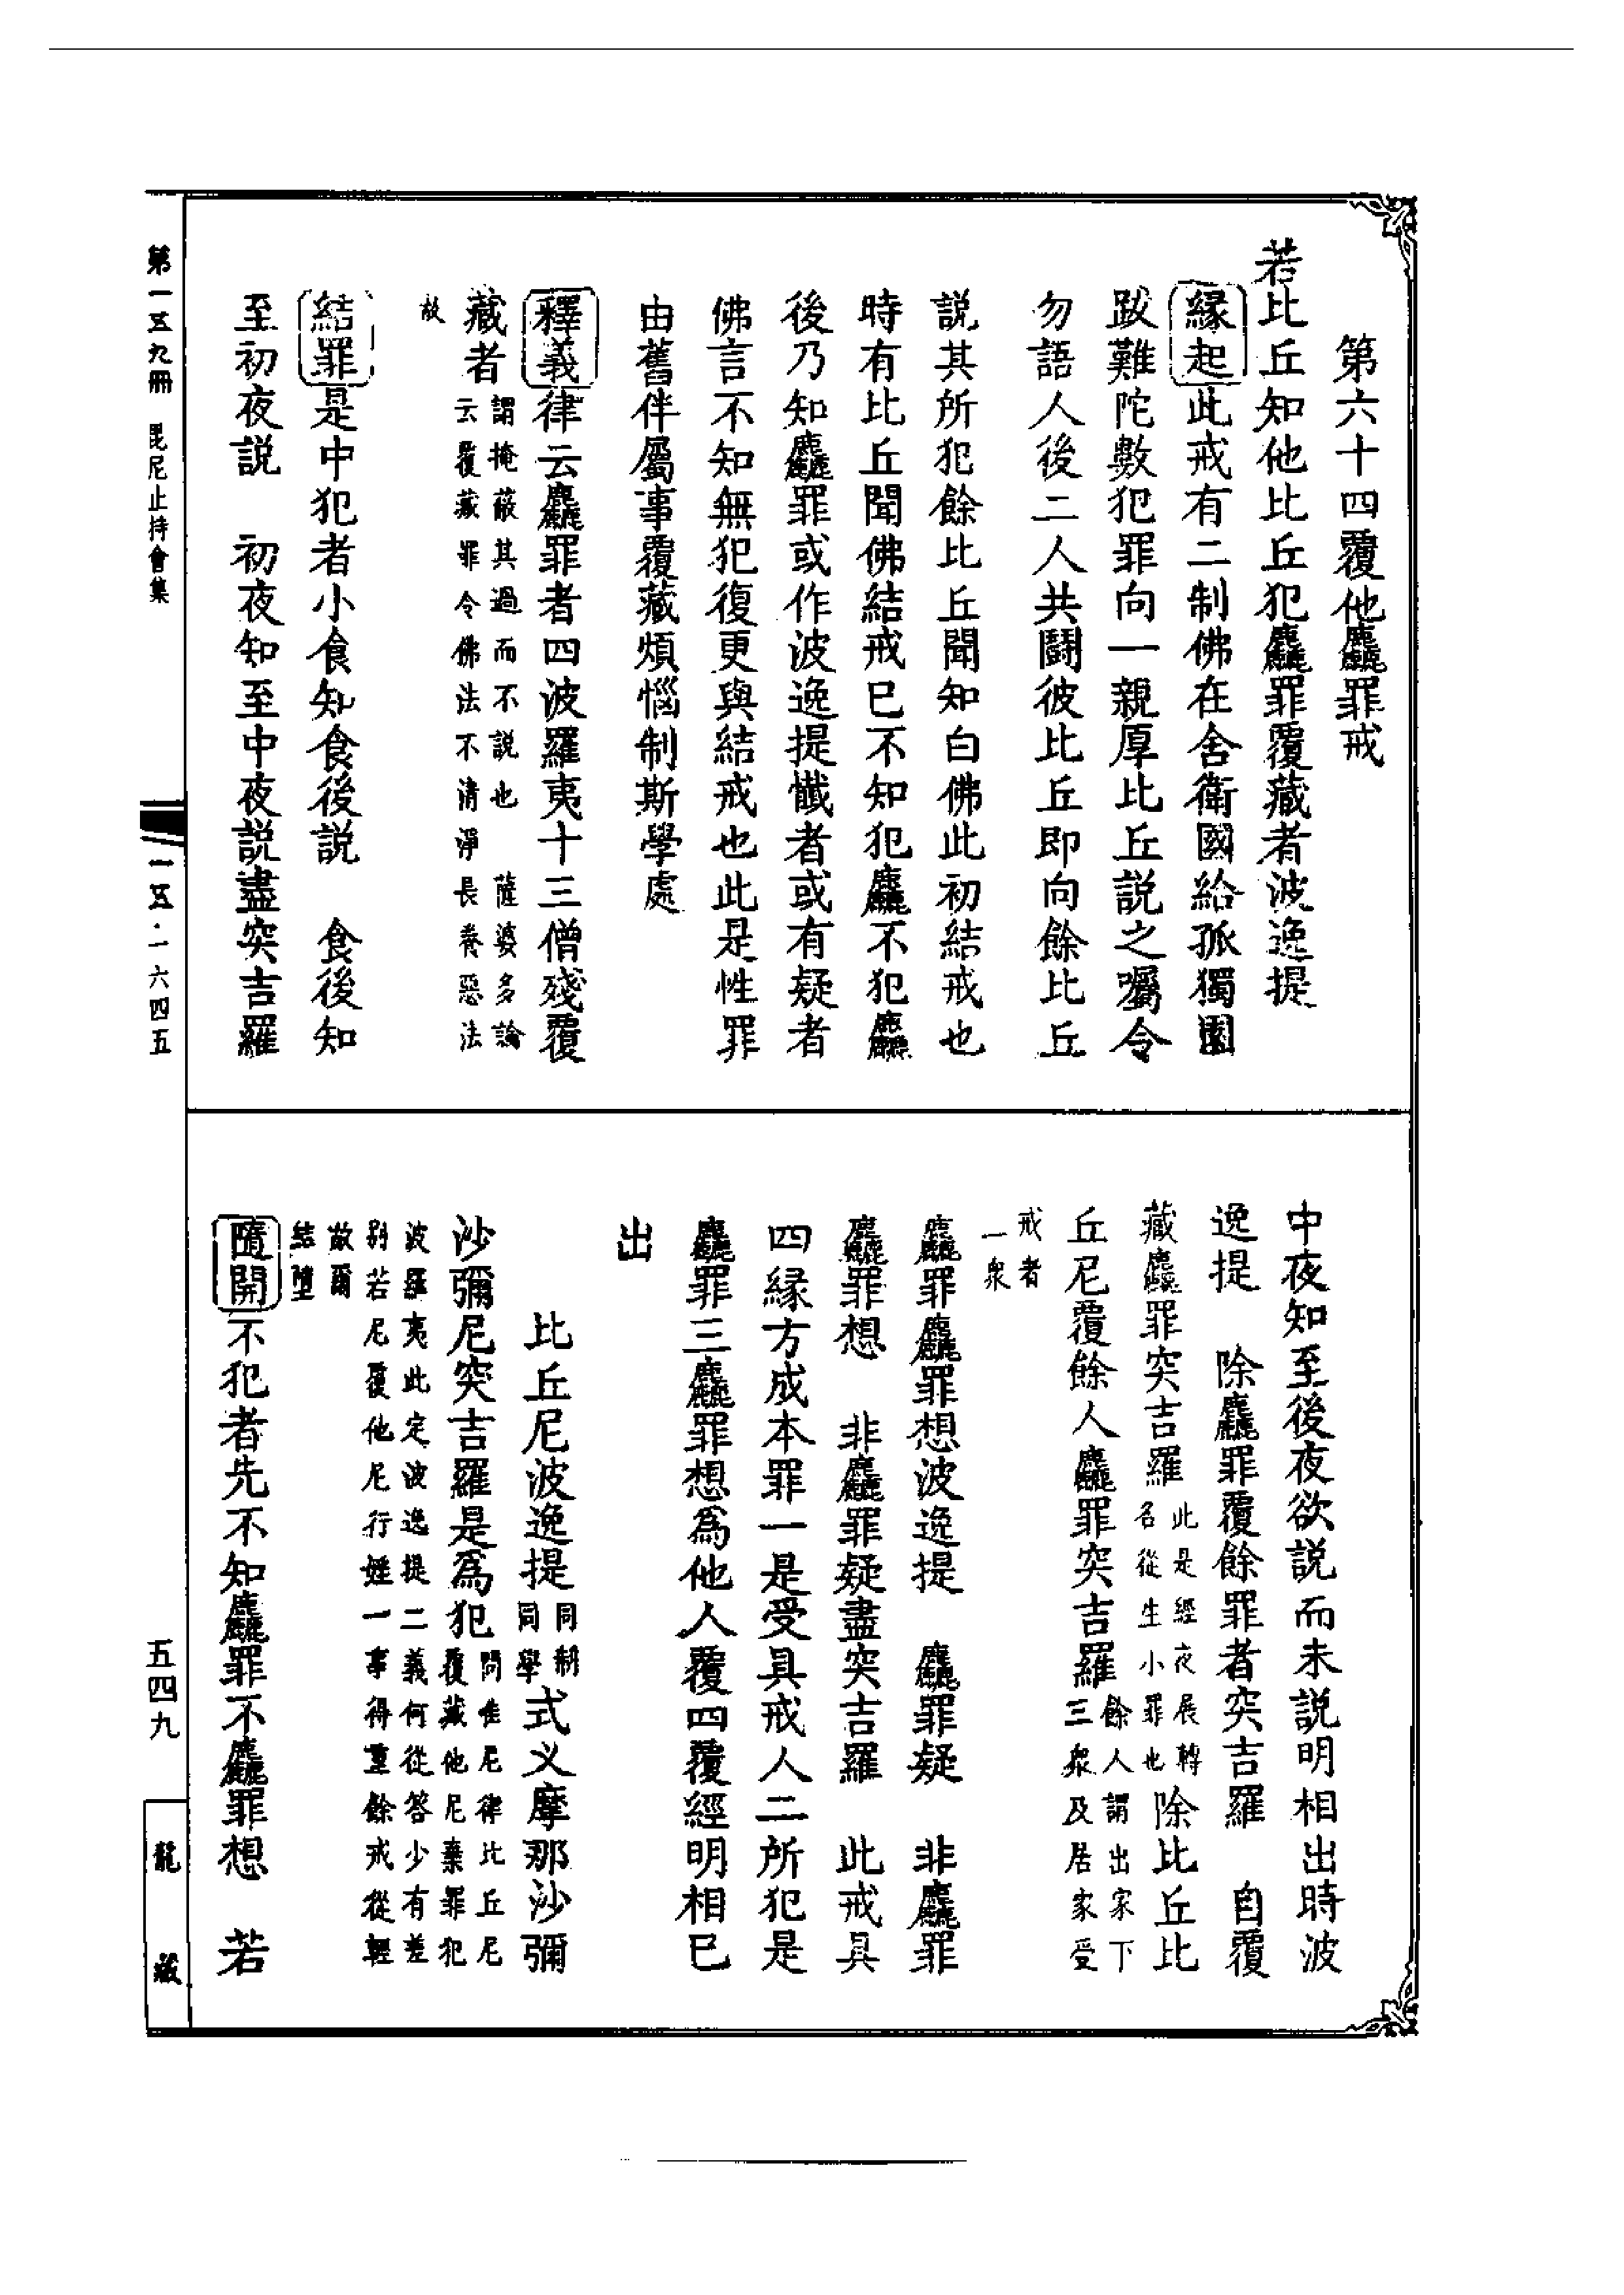 第六十四覆他麤罪戒
若比丘知他比丘犯麤罪覆藏者波逸提
緣起此戒有二制佛在舍衛國給孤獨園
跋難陀數犯罪向一親厚比丘說之囑令
勿語人後二人共鬪彼比丘即向餘比丘
說其所犯餘比丘聞知白佛此初結戒也
時有比丘聞佛結戒已不知犯麤不犯麤
後乃知麤罪或作波逸提懺者或有疑者
佛言不知無犯復更與結戒也此是性罪
由舊伴屬事覆藏煩惱制斯學處
釋義律云麤罪者四波羅夷十三僧殘覆
藏者謂掩蔽其過而不說也　薩婆多論
云覆藏罪令佛法不清淨長養惡法
故
結罪是中犯者小食知食後說　食後知
至初夜說　初夜知至中夜說盡突吉羅
中夜知至後夜欲說而未說明相出時波
逸提　除麤罪覆餘罪者突吉羅　自覆
藏麤罪突吉羅此是經夜展轉
名從生小罪也除比丘比
丘尼覆餘人麤罪突吉羅餘人謂出家下
三眾及居家受
戒者
一眾
麤罪麤罪想波逸提　麤罪疑　非麤罪
麤罪想　非麤罪疑盡突吉羅　此戒具
四緣方成本罪一是受具戒人二所犯是
麤罪三麤罪想為他人覆四覆經明相已
出
比丘尼波逸提同制
同學式叉摩那沙彌
沙彌尼突吉羅是為犯問准尼律比丘尼
覆藏他尼棄罪犯
波羅夷此定波逸提二義何從答少有差
別若尼覆他尼行婬一事得重餘戒從輕
故爾
結墮
隨開不犯者先不知麤罪不麤罪想　若
第一五九冊　毘尼止持會集
一五·一六四五
五四九
龍藏